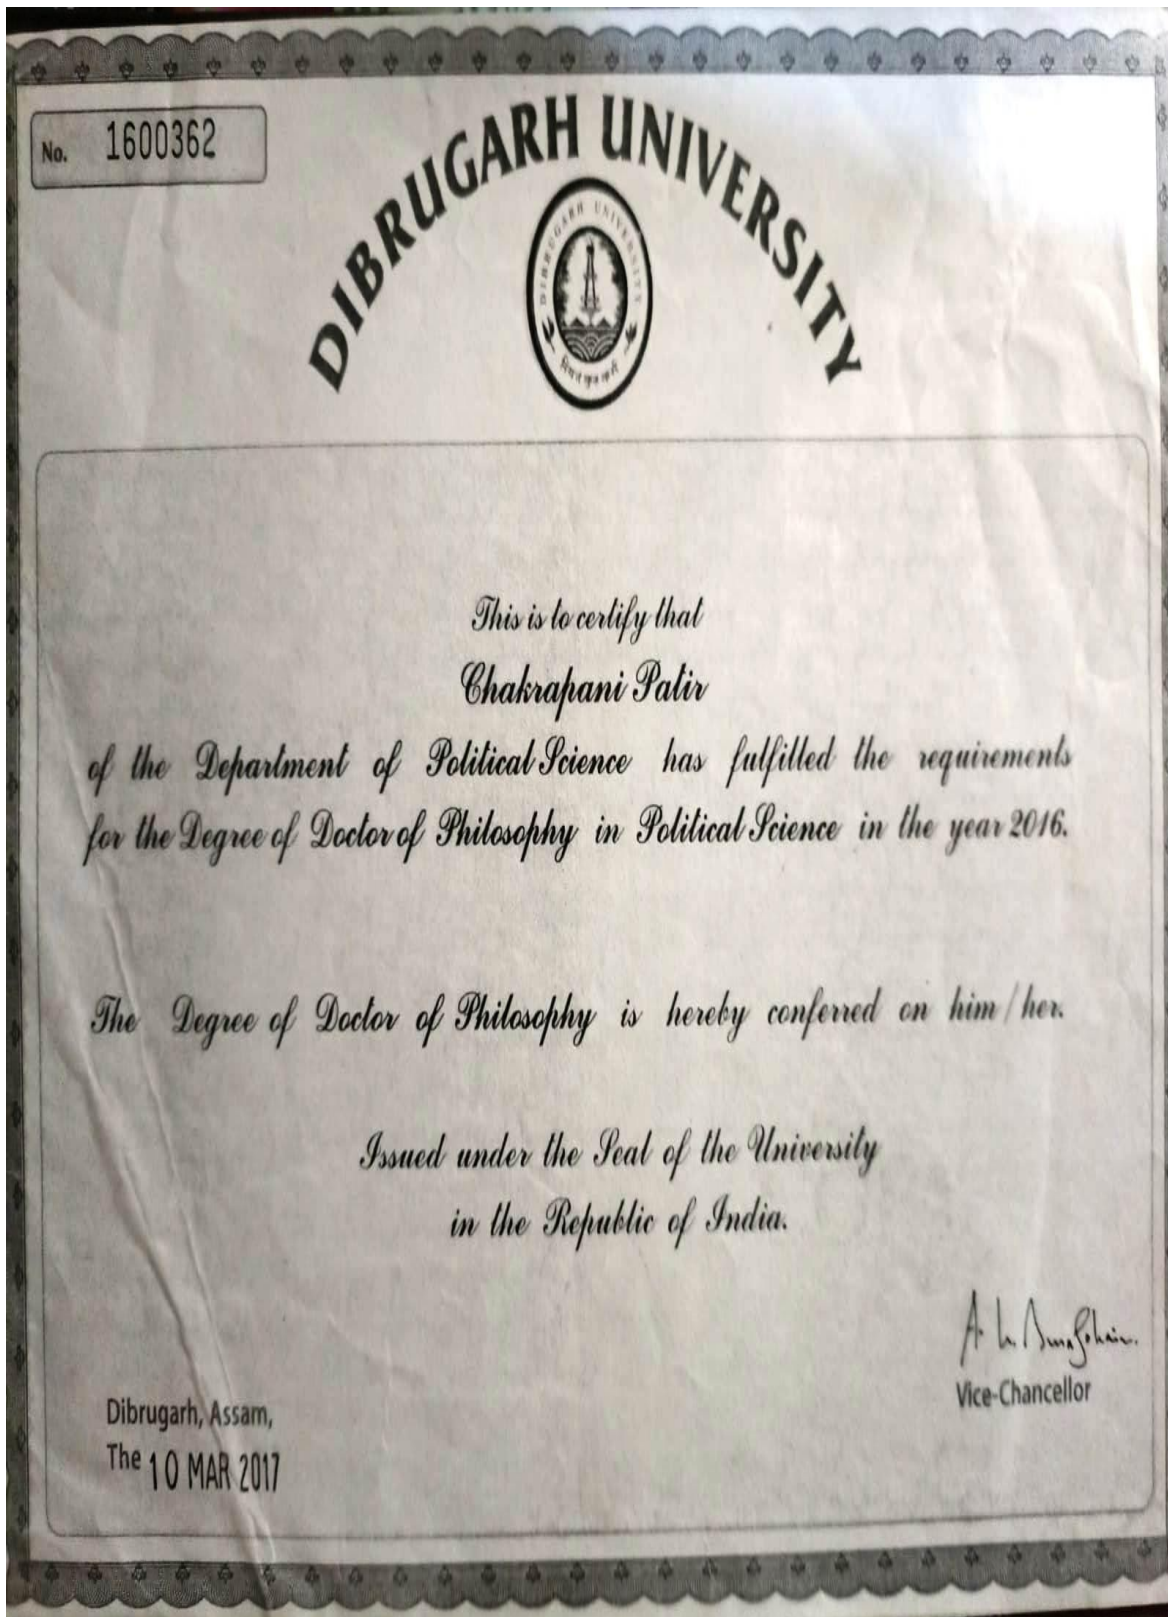 No. 1600362
DIBRUGARH UNIVERSITY
DIBRUGARH UNIVERSITY
This is to certify that
Chakrapani Patir
of the Department of Political Science has fulfilled the requirements
for the Degree of Doctor of Philosophy in Political Science in the year 2016.
The Degree of Doctor of Philosophy is hereby conferred on him / her.
Issued under the Seal of the University
in the Republic of India.
Vice-Chancellor
Dibrugarh, Assam,
The 10 MAR 2017